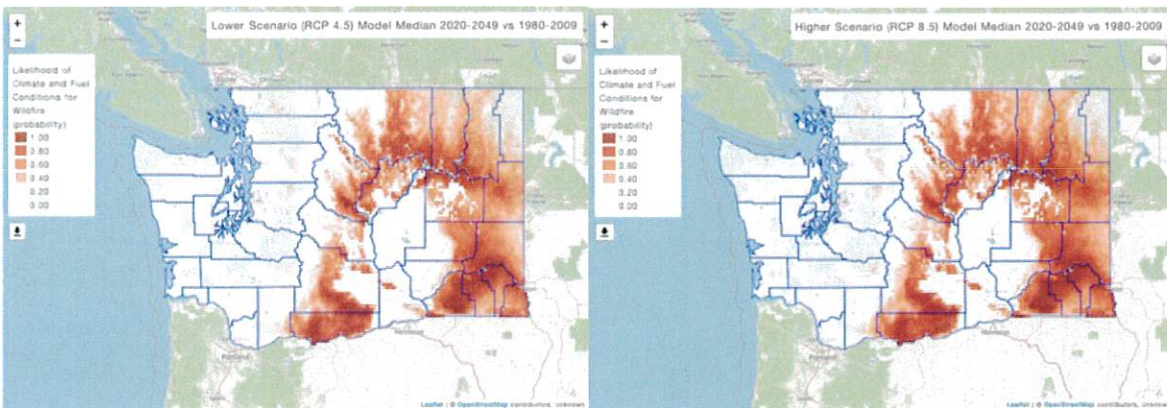 +
−
Lower Scenario (RCP 4.5) Model Median 2020-2049 vs 1980-2009
Likelihood of
Climate and Fuel
Conditions for
Wildfire
(probability)
1.00
0.80
0.60
0.40
0.20
0.00
Portland
Leaflet | © OpenStreetMap contributors, Unknown
+
−
Higher Scenario (RCP 8.5) Model Median 2020-2049 vs 1980-2009
Likelihood of
Climate and Fuel
Conditions for
Wildfire
(probability)
1.00
0.80
0.60
0.40
0.20
0.00
Portland
Leaflet | © OpenStreetMap contributors, Unknown